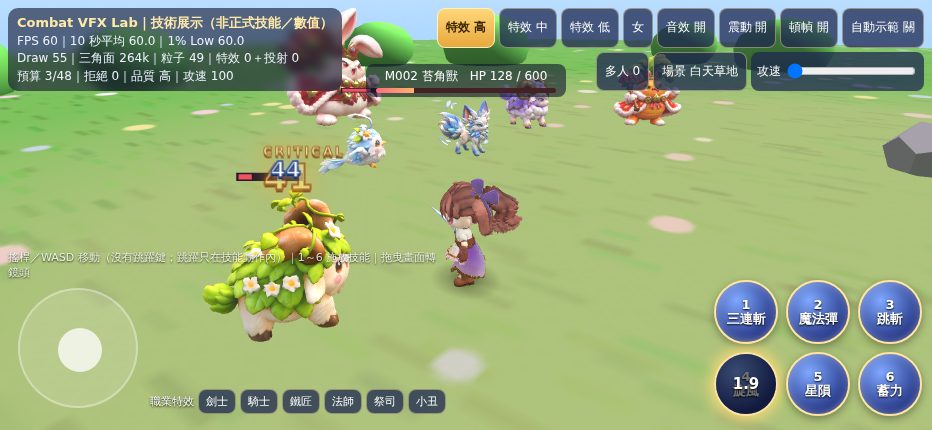 Combat VFX Lab｜技術展示（非正式技能／數值）
FPS 60｜10 秒平均 60.0｜1% Low 60.0
Draw 55｜三角面 264k｜粒子 49｜特效 0＋投射 0
預算 3/48｜拒絕 0｜品質 高｜攻速 100
特效 高
特效 中
特效 低
女
音效 開
震動 開
頓幀 開
自動示範 關
M002 苔角獸 HP 128 / 600
多人 0
場景 白天草地
攻速
CRITICAL
44
41
搖桿／WASD 移動（沒有跳躍鍵；跳躍只在技能動作內）｜1~6 技能｜拖曳畫面轉
鏡頭
1
三連斬
2
魔法彈
3
跳斬
4
1.9
旋風
5
星隕
6
蓄力
職業特效
劍士
騎士
鐵匠
法師
祭司
小丑